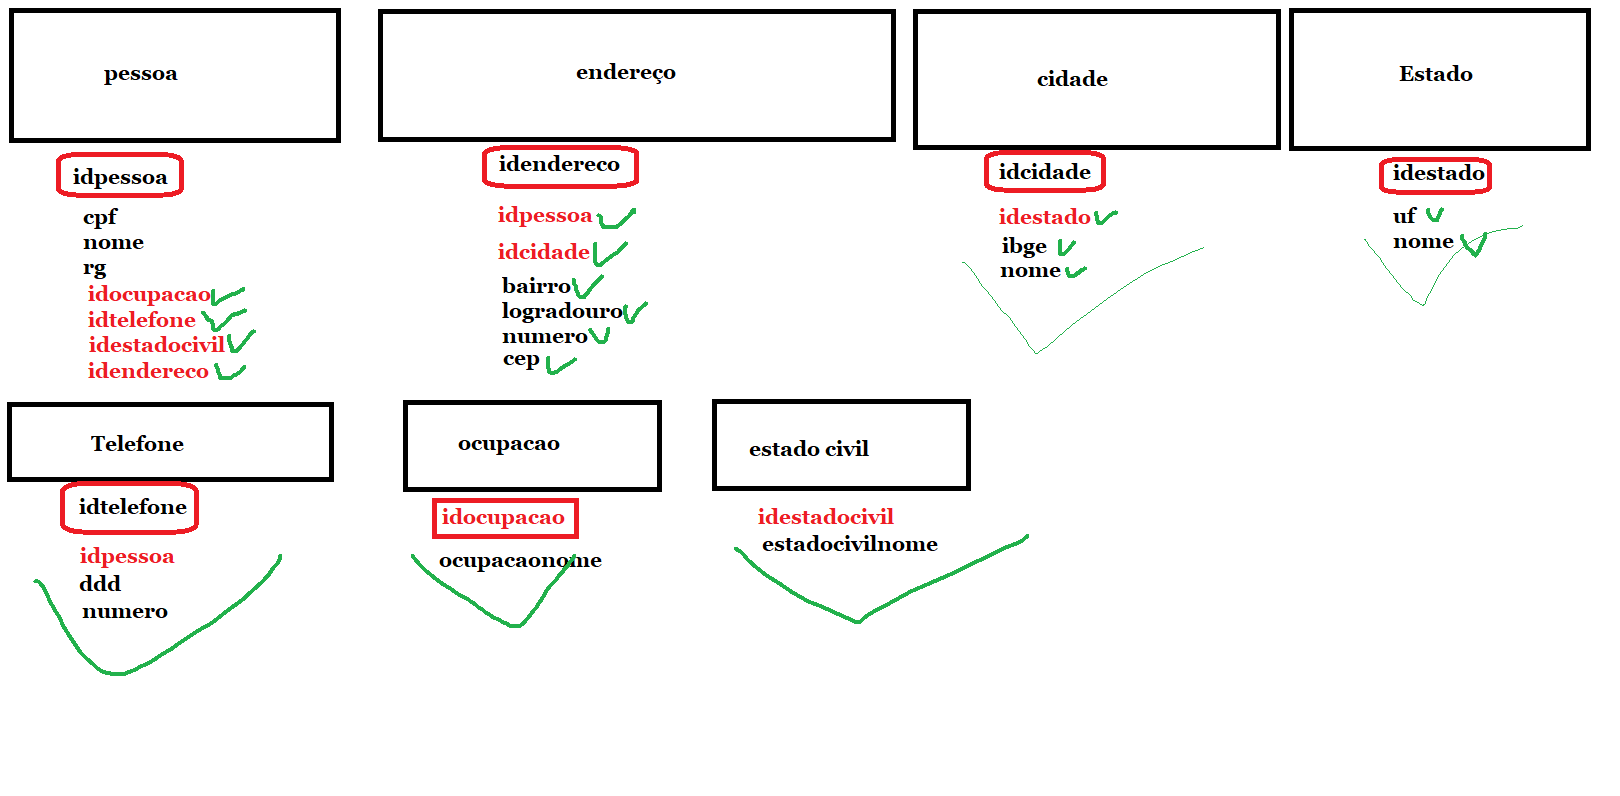 pessoa
idpessoa
cpf
nome
rg
idocupacao
idtelefone
idestadocivil
idendereco
endereço
idendereco
idpessoa
idcidade
bairro
logradouro
numero
cep
cidade
idcidade
idestado
ibge
nome
Estado
idestado
uf
nome
Telefone
idtelefone
idpessoa
ddd
numero
ocupacao
idocupacao
ocupacaonome
estado civil
idestadocivil
estadocivilnome